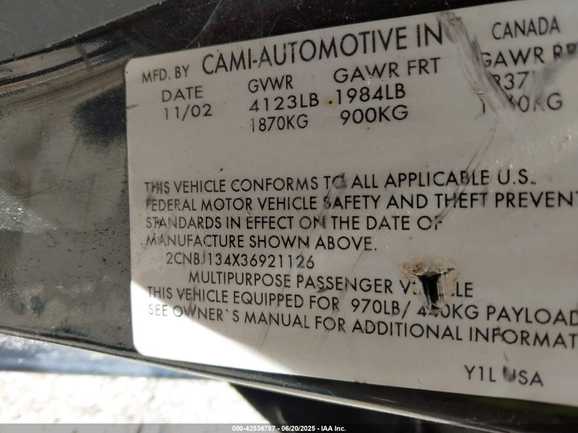 MFD. BY CAMI-AUTOMOTIVE IN CANADA
DATE GVWR GAWR FRT GAWR
11/02 4123LB 1984LB
1870KG 900KG
THIS VEHICLE CONFORMS TO ALL APPLICABLE U.S.
FEDERAL MOTOR VEHICLE SAFETY AND THEFT PREVENT
STANDARDS IN EFFECT ON THE DATE OF
MANUFACTURE SHOWN ABOVE.
2CNBJ134X36921126
MULTIPURPOSE PASSENGER
THIS VEHICLE EQUIPPED FOR 970LB/ PAYLOAD
SEE OWNER'S MANUAL FOR ADDITIONAL INFORMAT
Y1L USA
000-42536787 - 06/20/2025 - IAA Inc.